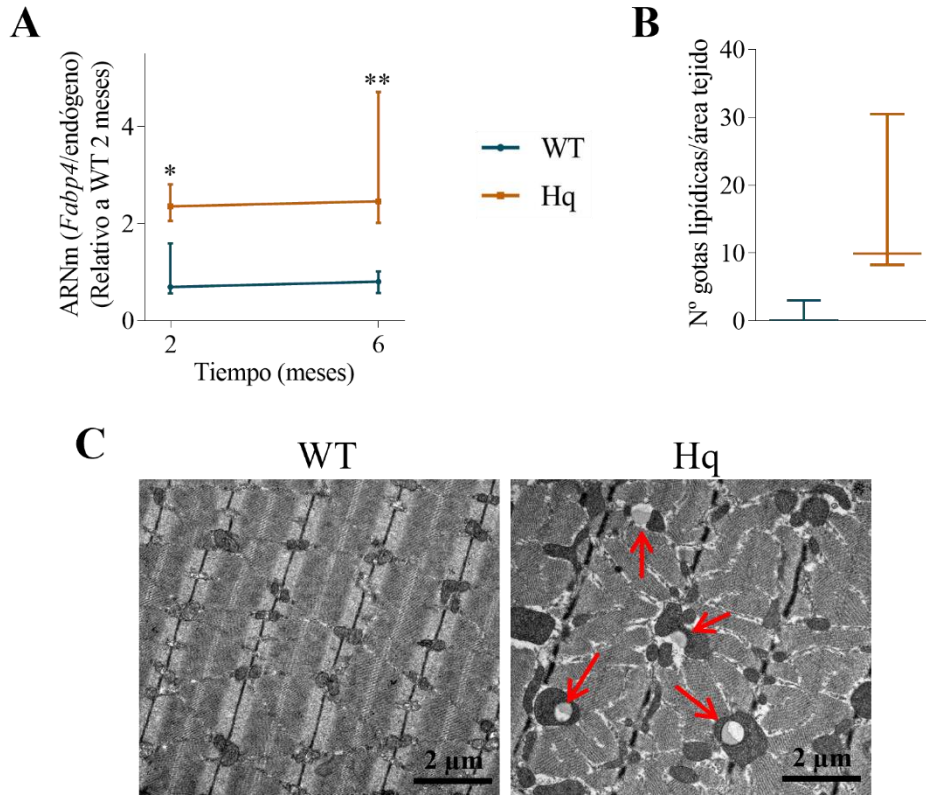 A
ARNm (Fabp4/endógeno)
(Relativo a WT 2 meses)
4
2
0
*
**
2
6
Tiempo (meses)
WT
Hq
B
Nº gotas lipídicas/área tejido
40
30
20
10
0
C
WT
Hq
2 µm
2 µm